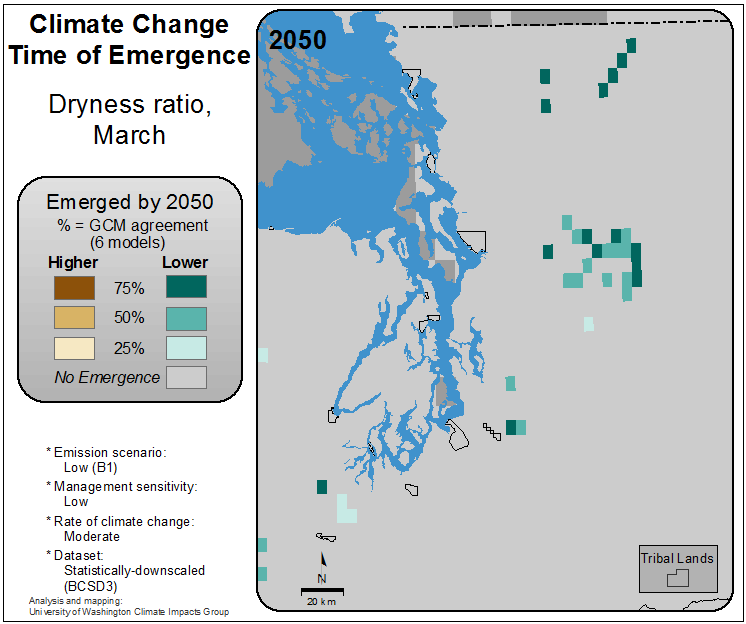 Climate Change
Time of Emergence
Dryness ratio,
March
Emerged by 2050
% = GCM agreement
(6 models)
Higher Lower
75%
50%
25%
No Emergence
* Emission scenario:
Low (B1)
* Management sensitivity:
Low
* Rate of climate change:
Moderate
* Dataset:
Statistically-downscaled
(BCSD3)
Analysis and mapping:
University of Washington Climate Impacts Group
2050
N
20 km
Tribal Lands